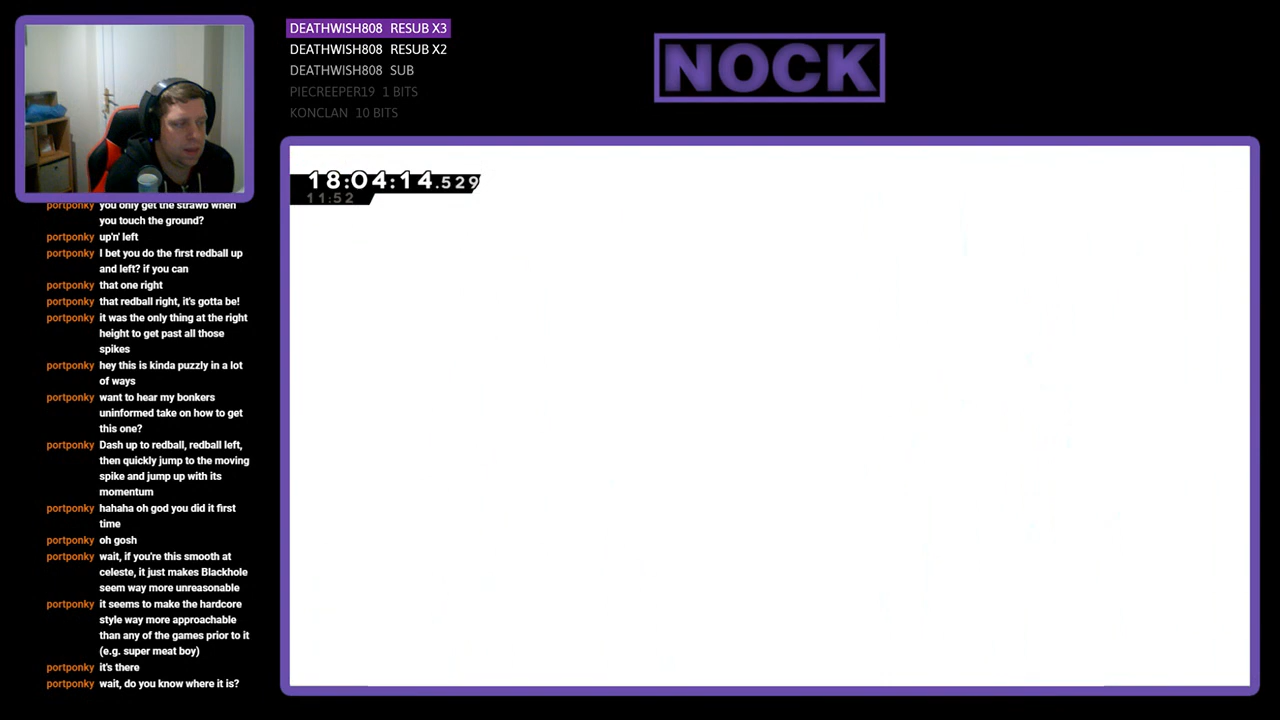 DEATHWISH808 RESUB X3
DEATHWISH808 RESUB X2
DEATHWISH808 SUB
PIECREEPER19 1 BITS
KONCLAN 10 BITS
NOCK
18:04:14.529
11:52
portponky you only get the strawb when
you touch the ground?
portponky up'n' left
portponky I bet you do the first redball up
and left? if you can
portponky that one right
portponky that redball right, it's gotta be!
portponky it was the only thing at the right
height to get past all those
spikes
portponky hey this is kinda puzzly in a lot
of ways
portponky want to hear my bonkers
uninformed take on how to get
this one?
portponky Dash up to redball, redball left,
then quickly jump to the moving
spike and jump up with its
momentum
portponky hahaha oh god you did it first
time
portponky oh gosh
portponky wait, if you're this smooth at
celeste, it just makes Blackhole
seem way more unreasonable
portponky it seems to make the hardcore
style way more approachable
than any of the games prior to it
(e.g. super meat boy)
portponky it's there
portponky wait, do you know where it is?